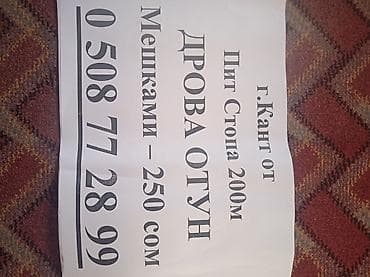 г.Кант от
Пит Стопа 200м
ДРОВА ОТУН
Мешками – 250 сом
0 508 77 28 99